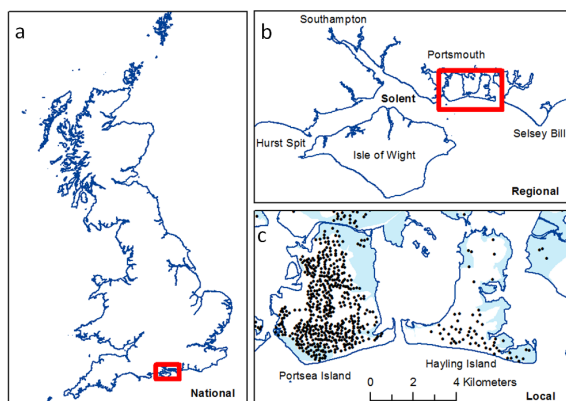 a
National
b
Southampton
Portsmouth
Solent
Selsey Bill
Hurst Spit
Isle of Wight
Regional
c
Portsea Island
Hayling Island
0 2 4 Kilometers
Local